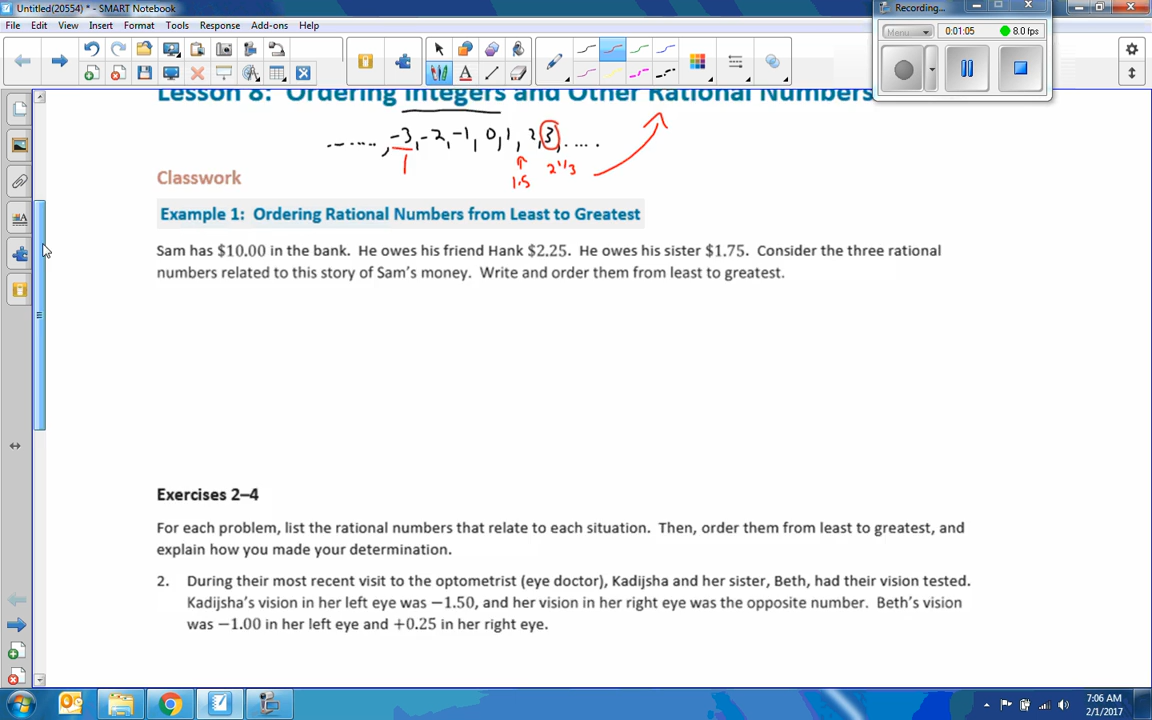 Untitled(20554) * - SMART Notebook
Recording...
File Edit View Insert Format Tools Response Add-ons Help
Menu
0:01:05
8.0 fps
Lesson 8: Ordering Integers and Other Rational Numbers
......., -3, -2, -1, 0, 1, 2, 3, .....
1.5 2 1/3
Classwork
Example 1: Ordering Rational Numbers from Least to Greatest
Sam has $10.00 in the bank. He owes his friend Hank $2.25. He owes his sister $1.75. Consider the three rational
numbers related to this story of Sam's money. Write and order them from least to greatest.
Exercises 2–4
For each problem, list the rational numbers that relate to each situation. Then, order them from least to greatest, and
explain how you made your determination.
2. During their most recent visit to the optometrist (eye doctor), Kadijsha and her sister, Beth, had their vision tested.
Kadijsha's vision in her left eye was −1.50, and her vision in her right eye was the opposite number. Beth's vision
was −1.00 in her left eye and +0.25 in her right eye.
7:06 AM
2/1/2017